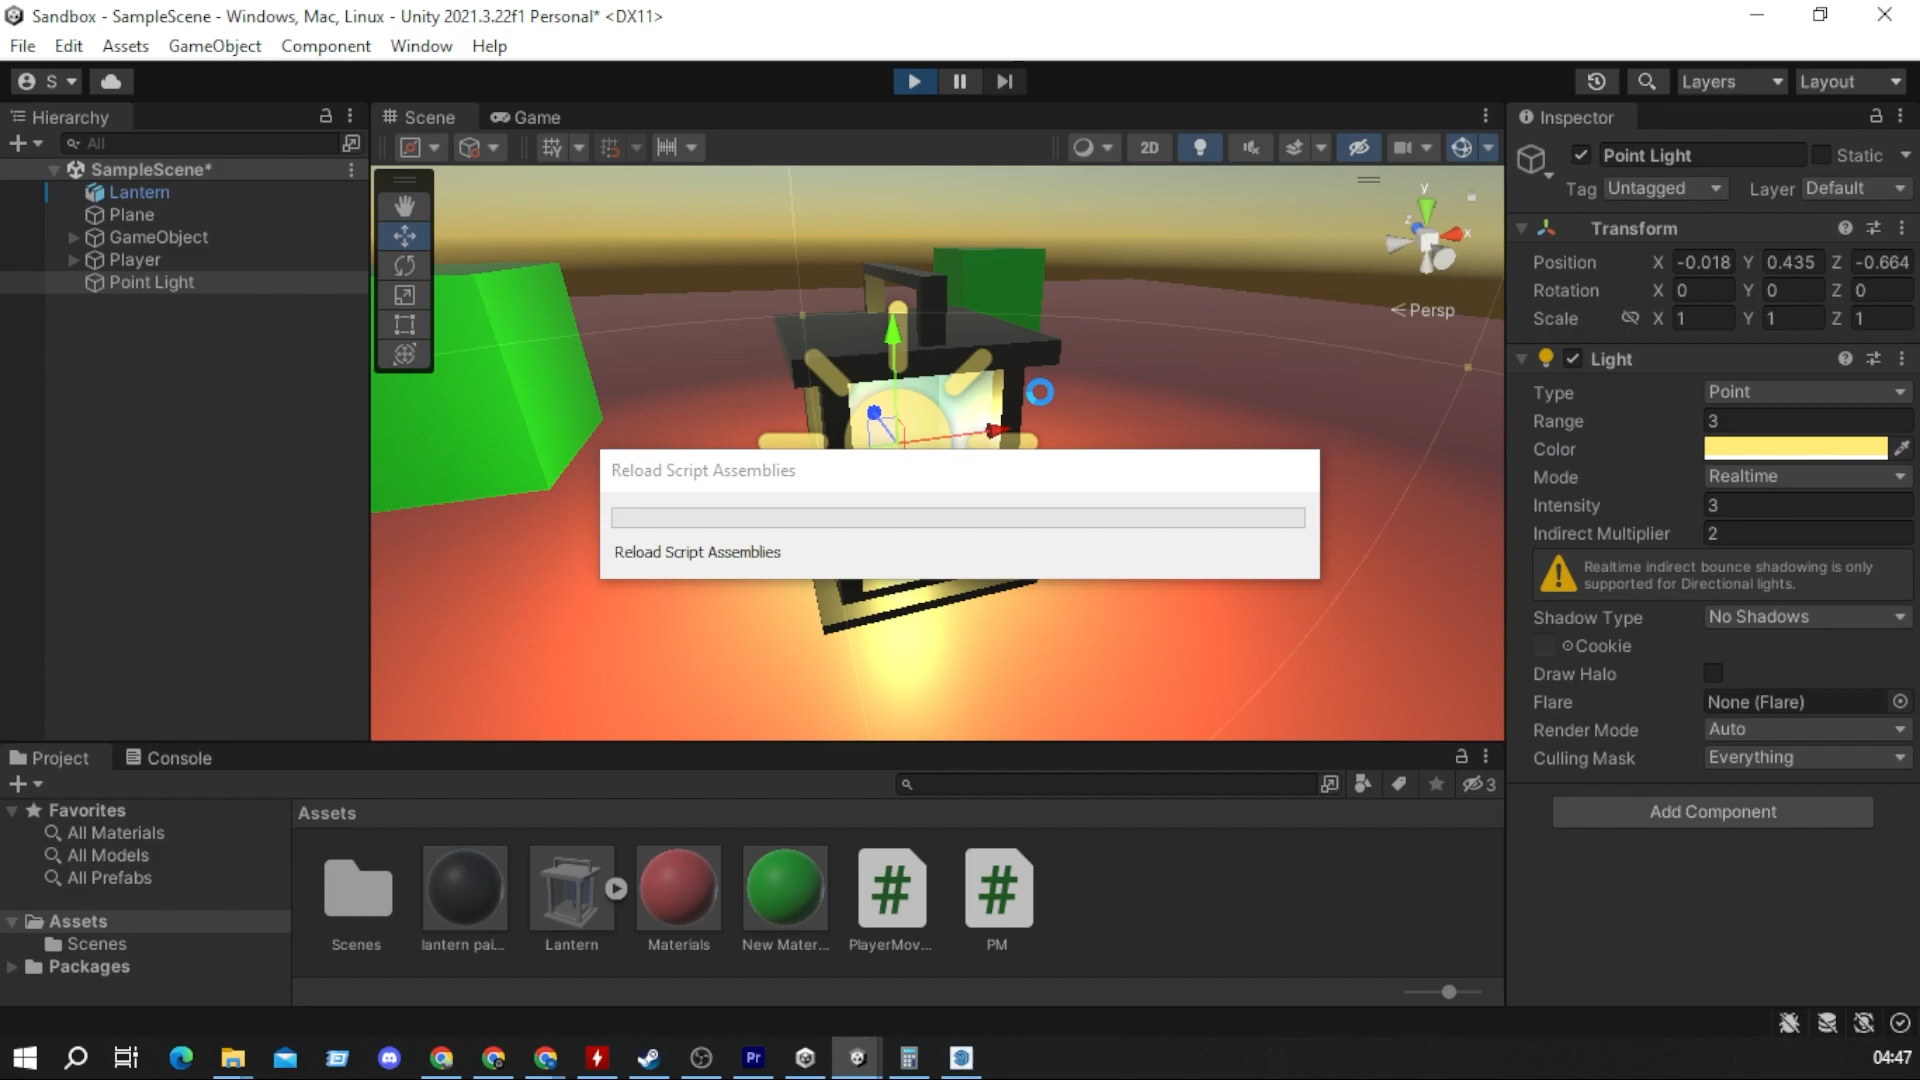 Sandbox - SampleScene - Windows, Mac, Linux - Unity 2021.3.22f1 Personal* <DX11>
File Edit Assets GameObject Component Window Help
S Layers Layout
Hierarchy
All
SampleScene*
Lantern
Plane
GameObject
Player
Point Light
Scene Game
2D
y
z x
Persp
Reload Script Assemblies
Reload Script Assemblies
Inspector
Point Light Static
Tag Untagged Layer Default
Transform
Position X -0.018 Y 0.435 Z -0.664
Rotation X 0 Y 0 Z 0
Scale X 1 Y 1 Z 1
Light
Type Point
Range 3
Color
Mode Realtime
Intensity 3
Indirect Multiplier 2
Realtime indirect bounce shadowing is only
supported for Directional lights.
Shadow Type No Shadows
Cookie
Draw Halo
Flare None (Flare)
Render Mode Auto
Culling Mask Everything
Add Component
Project Console
3
Favorites
All Materials
All Models
All Prefabs
Assets
Scenes
Packages
Assets
Scenes lantern pai... Lantern Materials New Mater... PlayerMov... PM
Pr
04:47